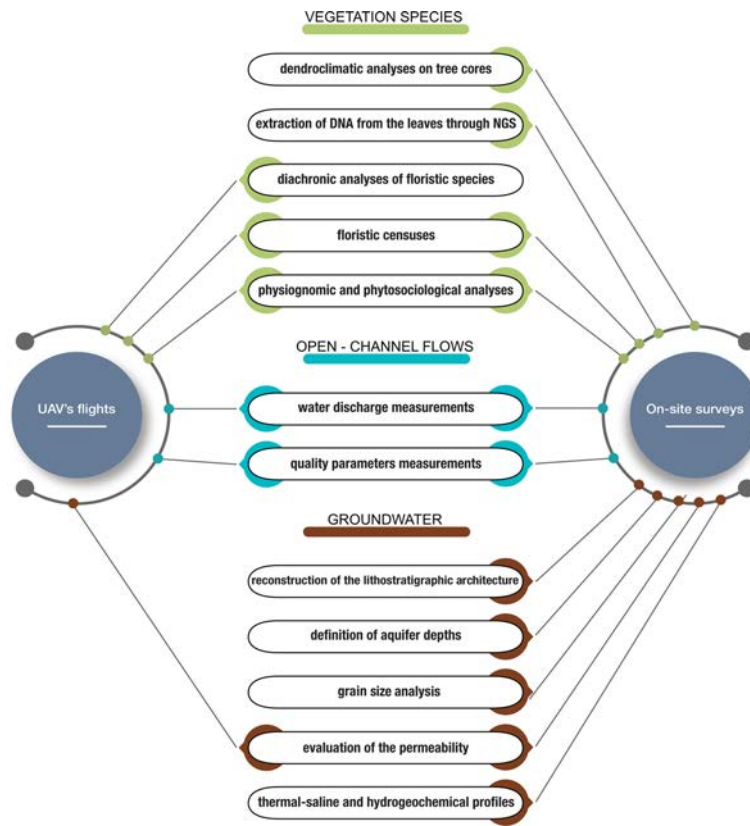 VEGETATION SPECIES
dendroclimatic analyses on tree cores
extraction of DNA from the leaves through NGS
diachronic analyses of floristic species
floristic censuses
physiognomic and phytosociological analyses
OPEN - CHANNEL FLOWS
UAV's flights
On-site surveys
water discharge measurements
quality parameters measurements
GROUNDWATER
reconstruction of the lithostratigraphic architecture
definition of aquifer depths
grain size analysis
evaluation of the permeability
thermal-saline and hydrogeochemical profiles